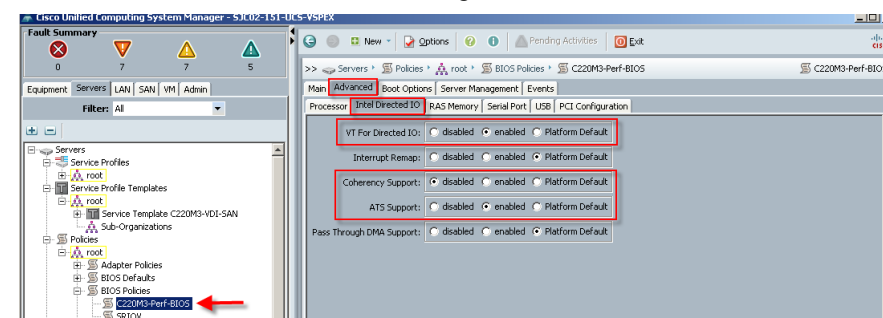 Cisco Unified Computing System Manager - SJC02-151-UCS-VSPEX
Fault Summary
0 7 7 5
New Options Pending Activities Exit
>> Servers Policies root BIOS Policies C220M3-Perf-BIOS C220M3-Perf-BIO
Equipment Servers LAN SAN VM Admin
Filter: All
Main Advanced Boot Options Server Management Events
Processor Intel Directed IO RAS Memory Serial Port USB PCI Configuration
Servers
Service Profiles
root
Service Profile Templates
root
Service Template C220M3-VDI-SAN
Sub-Organizations
Policies
root
Adapter Policies
BIOS Defaults
BIOS Policies
C220M3-Perf-BIOS
SRIOV
VT For Directed IO: disabled enabled Platform Default
Interrupt Remap: disabled enabled Platform Default
Coherency Support: disabled enabled Platform Default
ATS Support: disabled enabled Platform Default
Pass Through DMA Support: disabled enabled Platform Default